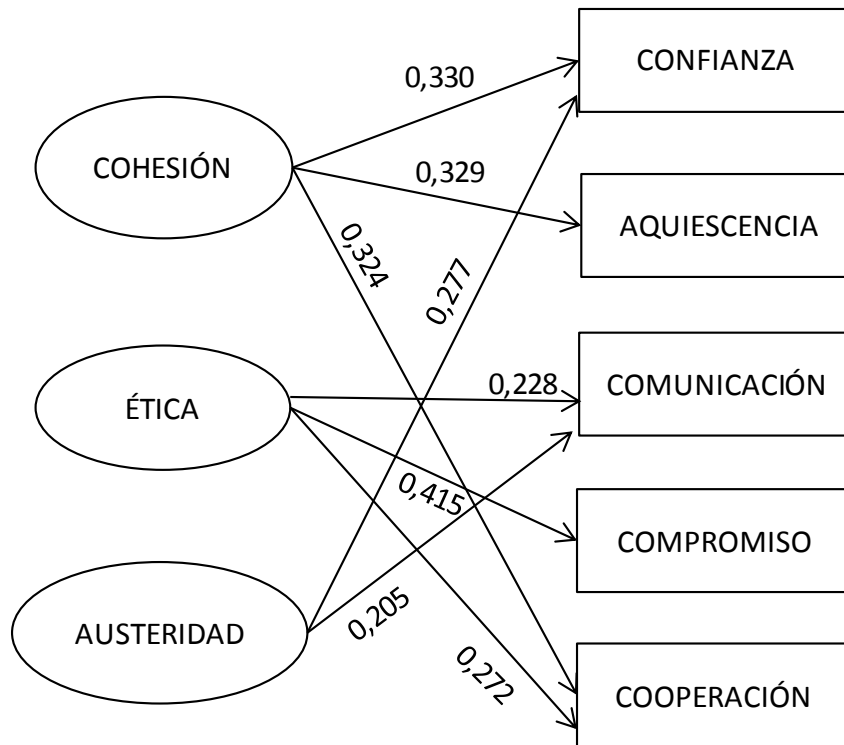 CONFIANZA
0,330
COHESIÓN
0,329
AQUIESCENCIA
0,324
0,277
0,228
COMUNICACIÓN
ÉTICA
0,415
COMPROMISO
0,205
AUSTERIDAD
0,272
COOPERACIÓN